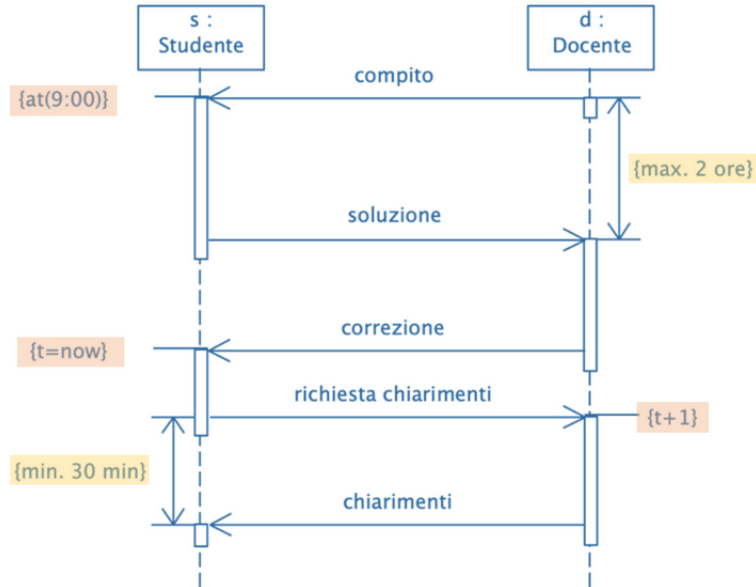 s :
Studente
d :
Docente
compito
{at(9:00)}
{max. 2 ore}
soluzione
correzione
{t=now}
richiesta chiarimenti
{t+1}
{min. 30 min}
chiarimenti